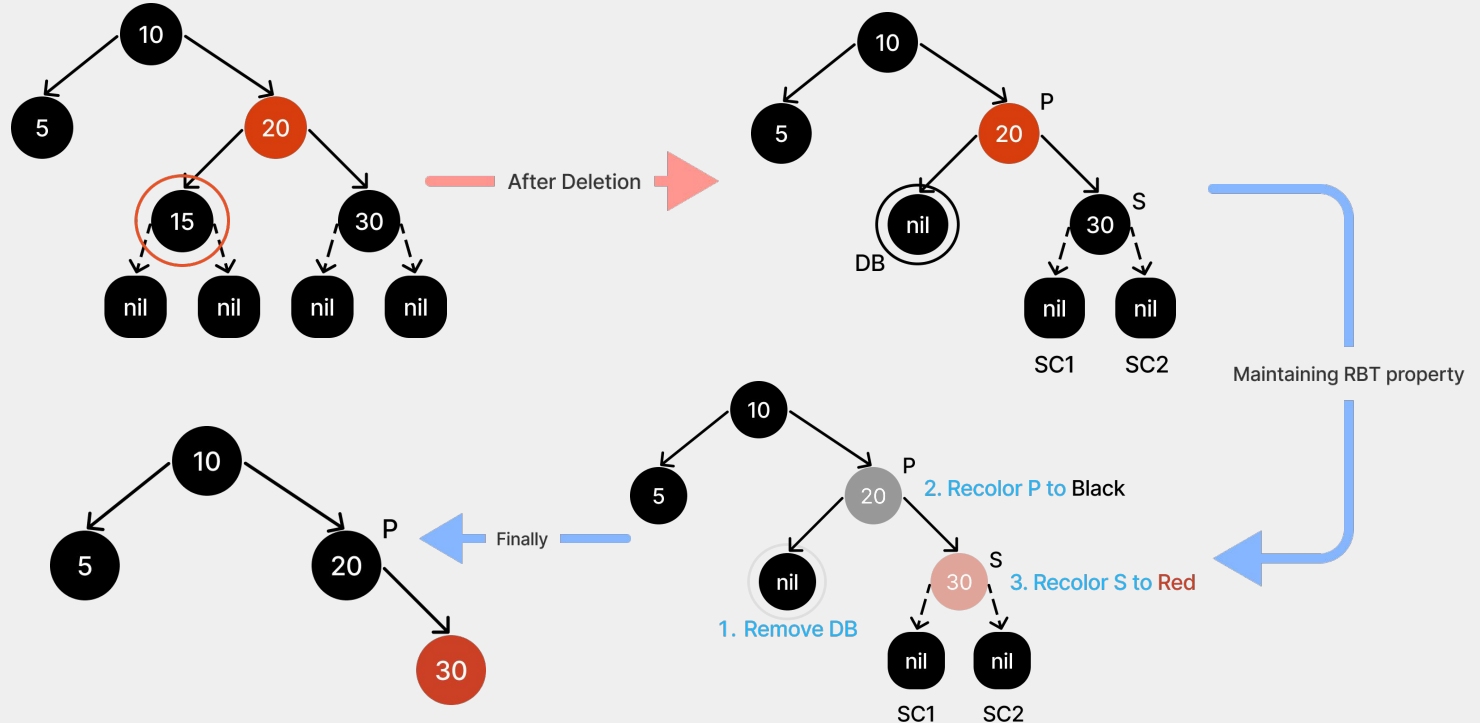 10
5
20
15
30
nil
nil
nil
nil
After Deletion
10
P
5
20
S
nil
30
DB
nil
nil
SC1
SC2
Maintaining RBT property
10
P
5
20
2. Recolor P to Black
S
nil
30
3. Recolor S to Red
1. Remove DB
nil
nil
SC1
SC2
Finally
10
P
5
20
30